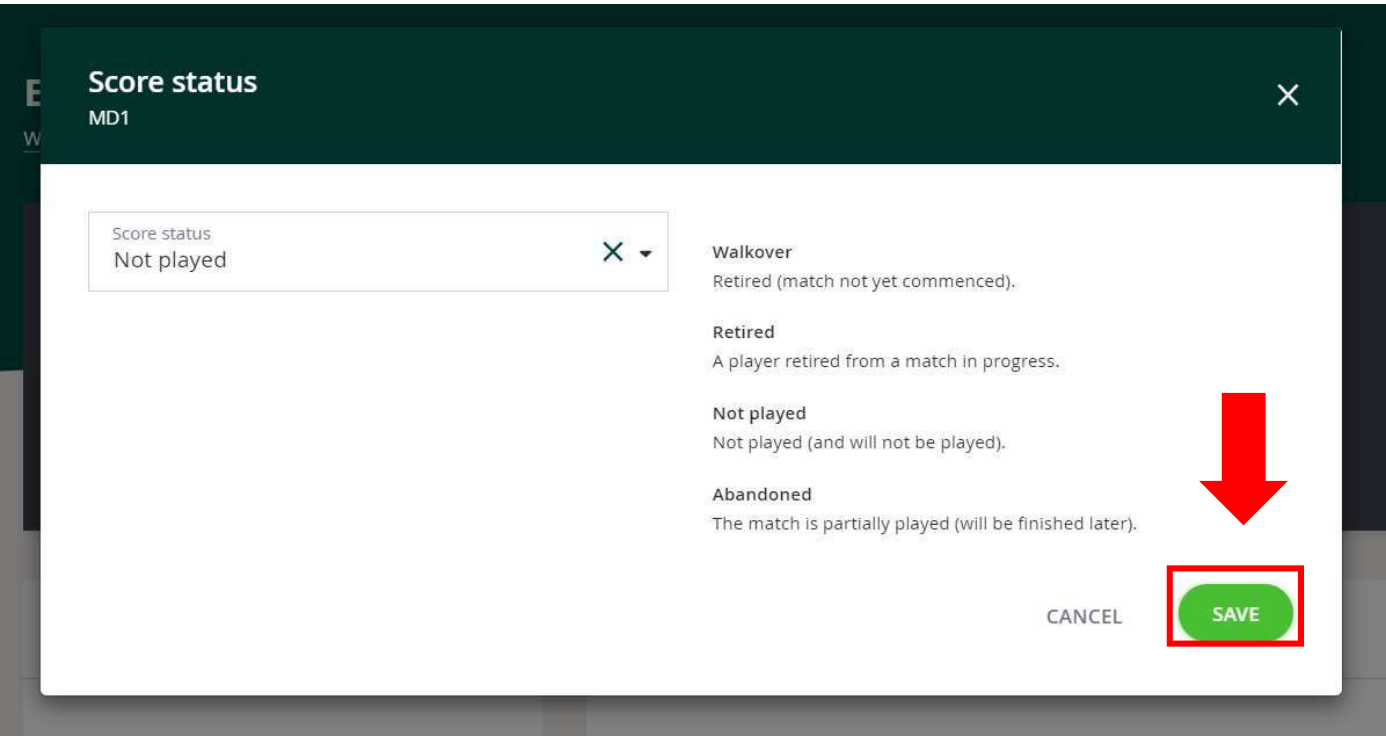 Score status
MD1
E
W
Score status
Not played
Walkover
Retired (match not yet commenced).
Retired
A player retired from a match in progress.
Not played
Not played (and will not be played).
Abandoned
The match is partially played (will be finished later).
CANCEL
SAVE